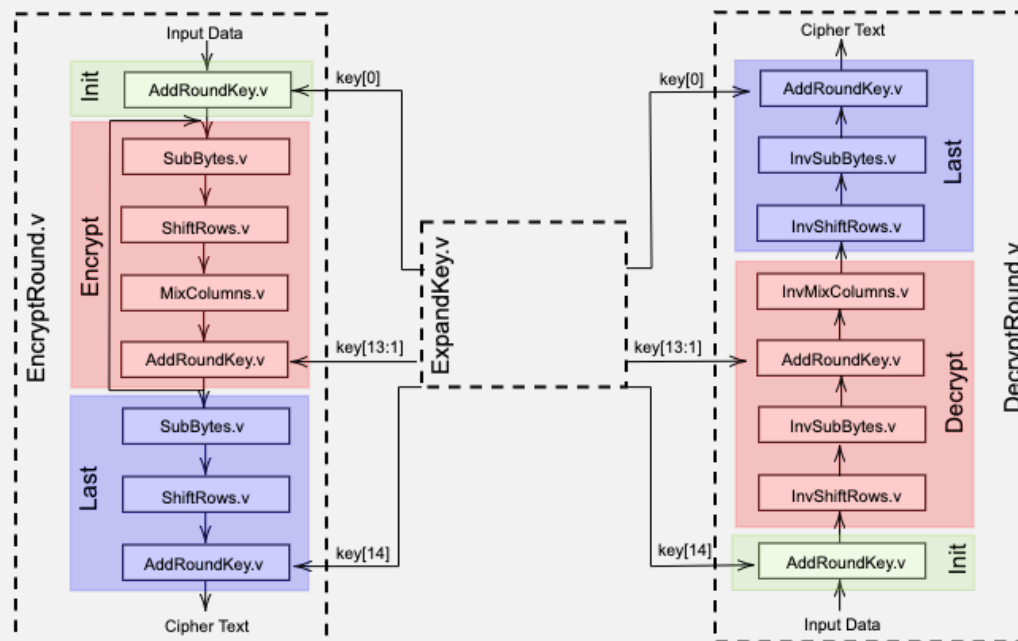 Input Data
Init
AddRoundKey.v
key[0]
EncryptRound.v
Encrypt
SubBytes.v
ShiftRows.v
MixColumns.v
AddRoundKey.v
key[13:1]
Last
SubBytes.v
ShiftRows.v
AddRoundKey.v
key[14]
Cipher Text
ExpandKey.v
Cipher Text
key[0]
AddRoundKey.v
InvSubBytes.v
InvShiftRows.v
Last
InvMixColumns.v
key[13:1]
AddRoundKey.v
InvSubBytes.v
InvShiftRows.v
Decrypt
DecryptRound.v
key[14]
AddRoundKey.v
Init
Input Data